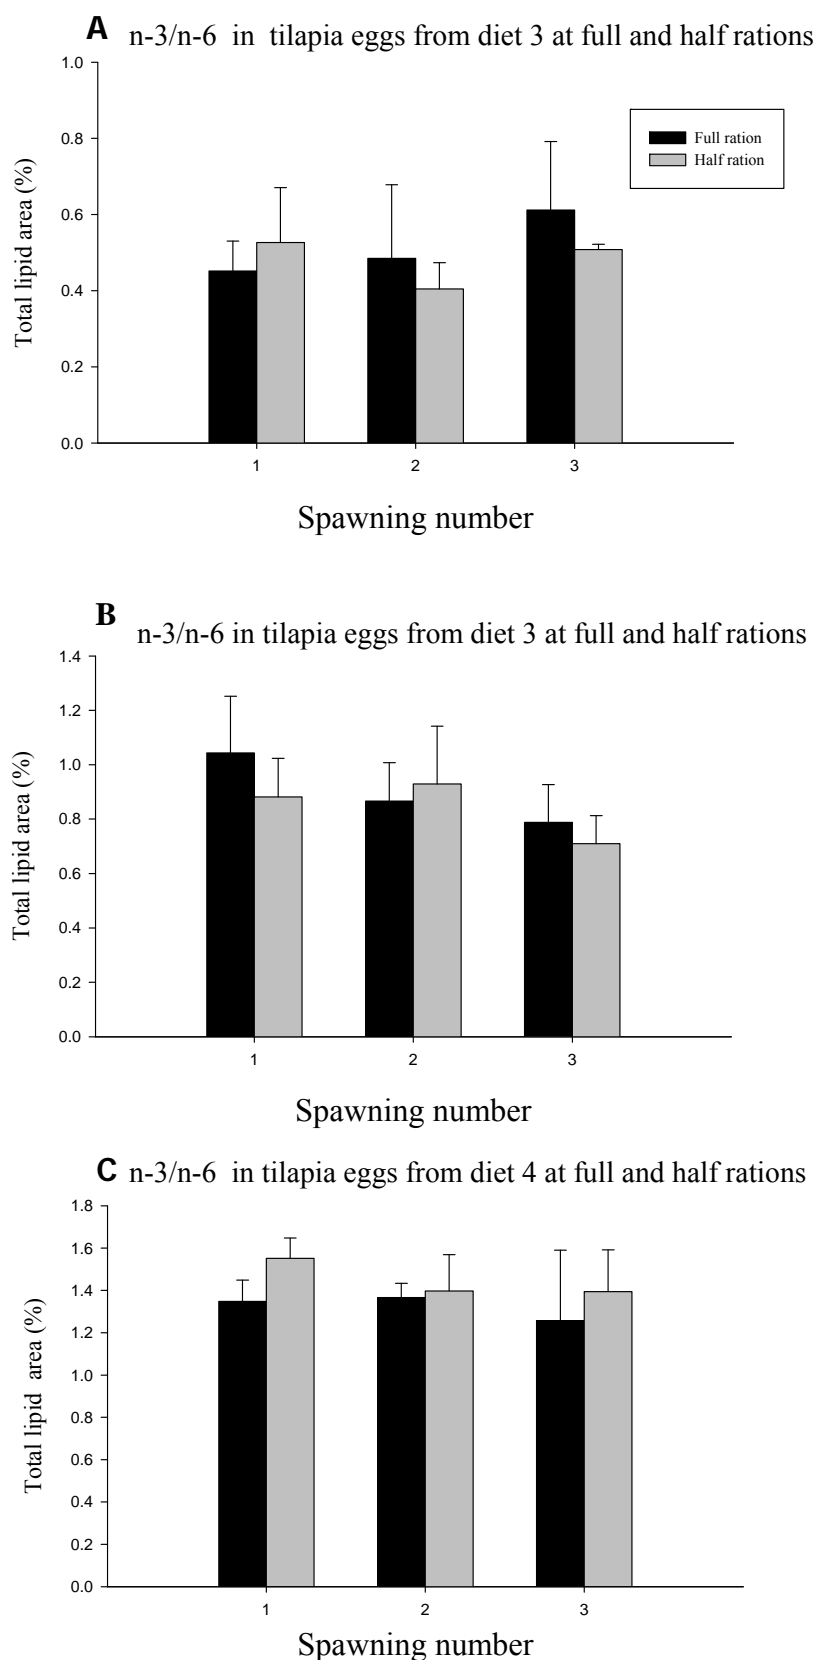 A n-3/n-6 in tilapia eggs from diet 3 at full and half rations
1.0
0.8
0.6
0.4
0.2
0.0
Total lipid area (%)
Full ration
Half ration
1 2 3
Spawning number
B
n-3/n-6 in tilapia eggs from diet 3 at full and half rations
1.4
1.2
1.0
0.8
0.6
0.4
0.2
0.0
Total lipid area (%)
1 2 3
Spawning number
C n-3/n-6 in tilapia eggs from diet 4 at full and half rations
1.8
1.6
1.4
1.2
1.0
0.8
0.6
0.4
0.2
0.0
Total lipid area (%)
1 2 3
Spawning number